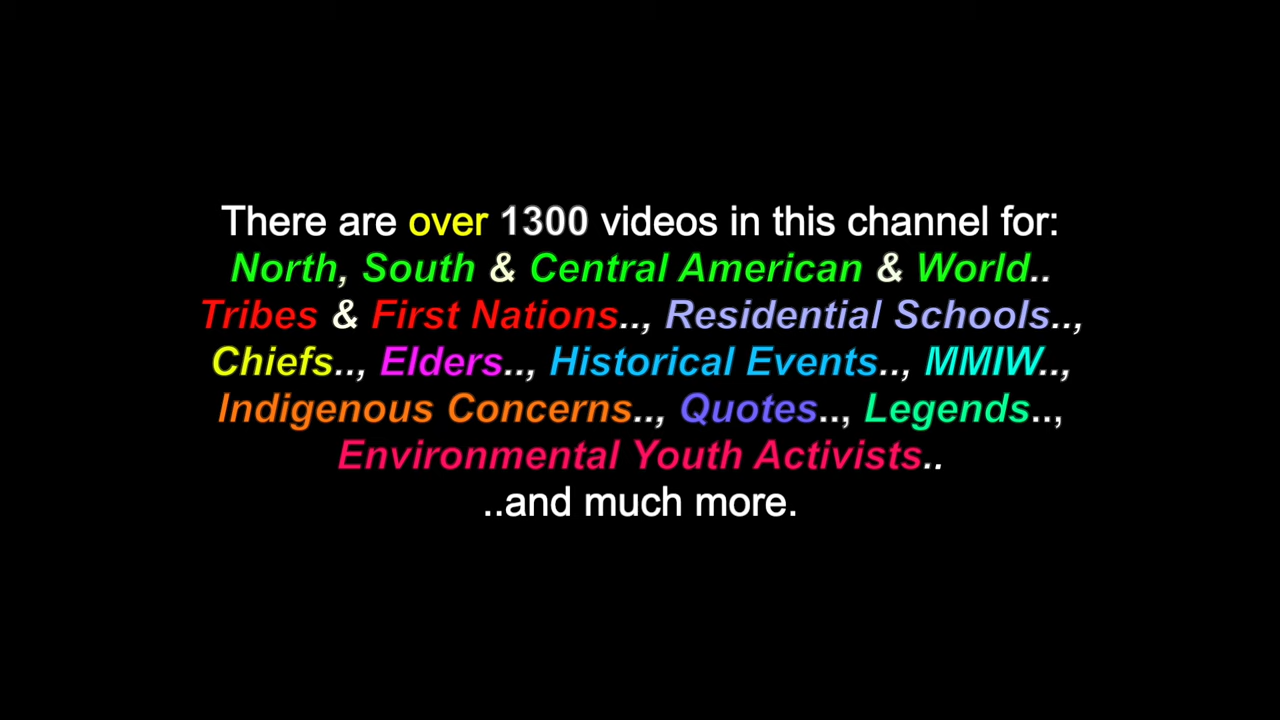 There are over 1300 videos in this channel for:
North, South & Central American & World..
Tribes & First Nations.., Residential Schools..,
Chiefs.., Elders.., Historical Events.., MMIW..,
Indigenous Concerns.., Quotes.., Legends..,
Environmental Youth Activists..
..and much more.